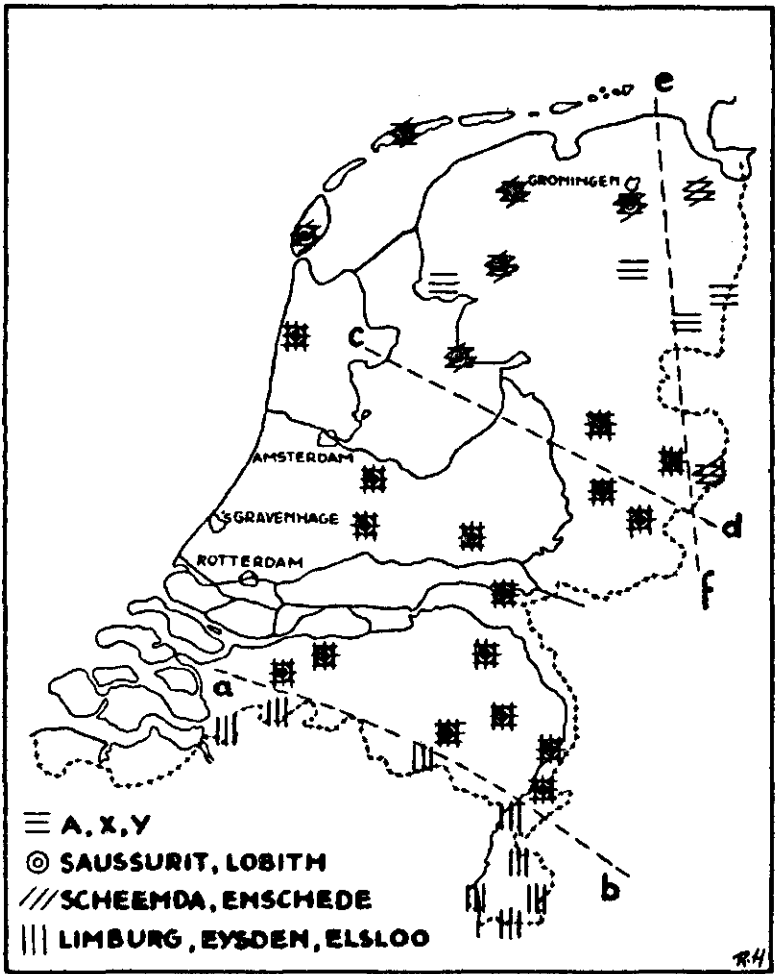 e
GRONINGEN
c
AMSTERDAM
'SGRAVENHAGE
d
ROTTERDAM
f
a
A, X, Y
SAUSSURIT, LOBITH
b
SCHEEMDA, ENSCHEDE
LIMBURG, EYSDEN, ELSLOO
R.H